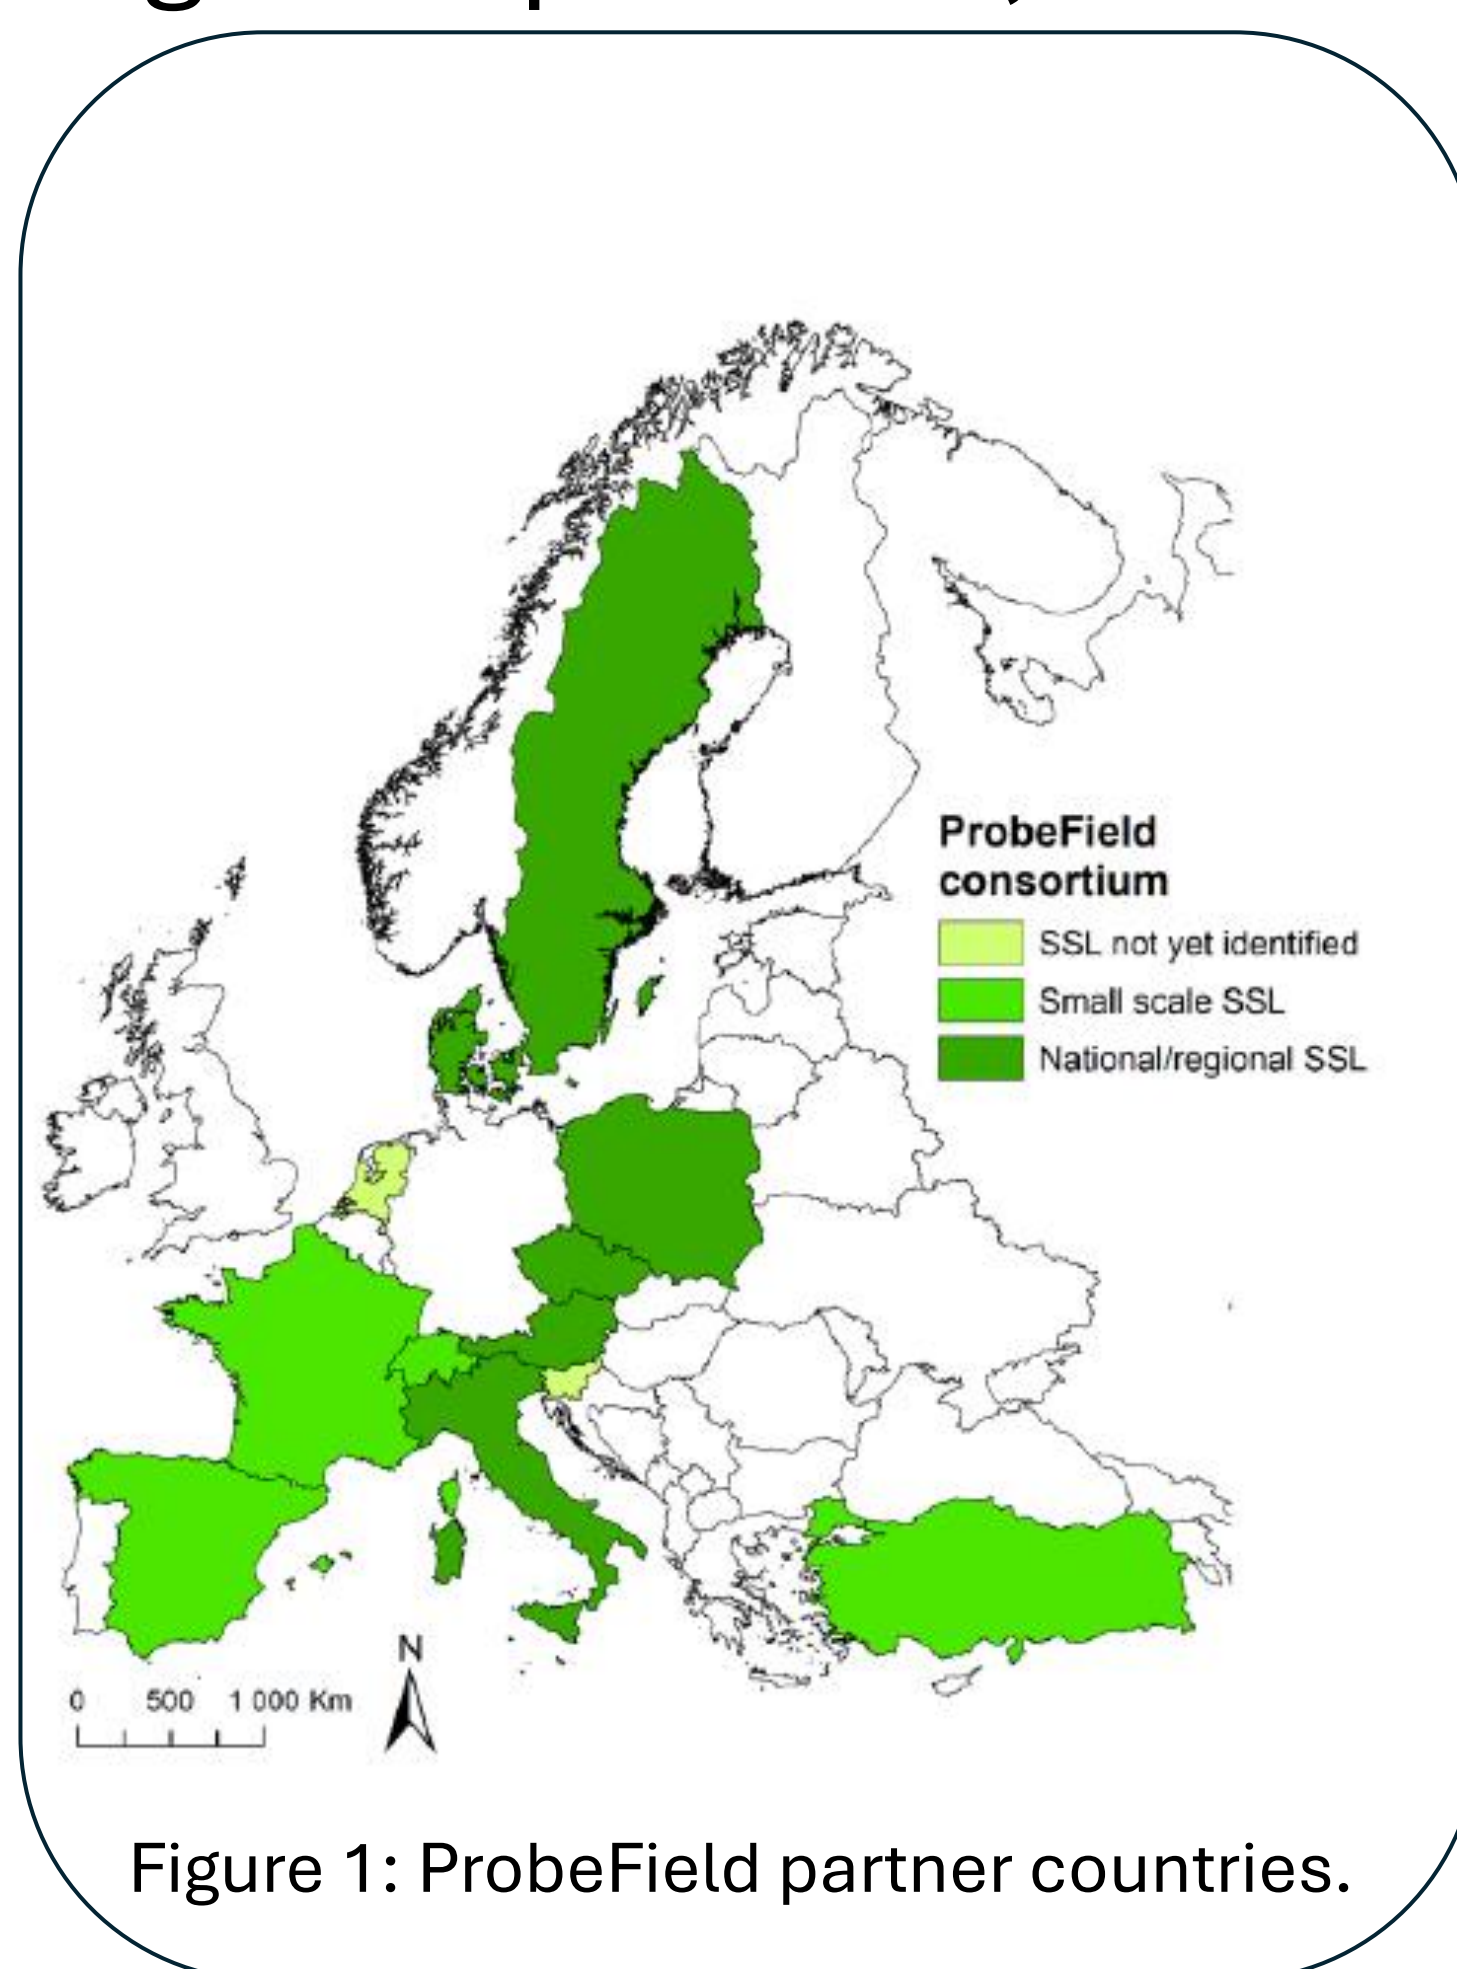 ProbeField
consortium
SSL not yet identified
Small scale SSL
National/regional SSL
N
0 500 1 000 Km
Figure 1: ProbeField partner countries.